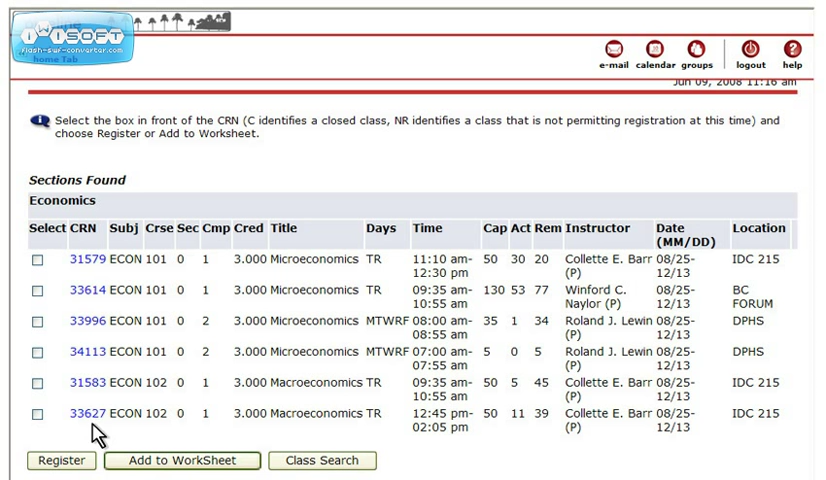 iWiSOFT
flash-swf-converter.com
home Tab
e-mail calendar groups logout help
Jun 09, 2008 11:16 am
Select the box in front of the CRN (C identifies a closed class, NR identifies a class that is not permitting registration at this time) and
choose Register or Add to Worksheet.
Sections Found
Economics
Select CRN Subj Crse Sec Cmp Cred Title Days Time Cap Act Rem Instructor Date Location
(MM/DD)
31579 ECON 101 0 1 3.000 Microeconomics TR 11:10 am- 50 30 20 Collette E. Barr 08/25- IDC 215
12:30 pm (P) 12/13
33614 ECON 101 0 1 3.000 Microeconomics TR 09:35 am- 130 53 77 Winford C. 08/25- BC
10:55 am Naylor (P) 12/13 FORUM
33996 ECON 101 0 2 3.000 Microeconomics MTWRF 08:00 am- 35 1 34 Roland J. Lewin 08/25- DPHS
08:55 am (P) 12/13
34113 ECON 101 0 2 3.000 Microeconomics MTWRF 07:00 am- 5 0 5 Roland J. Lewin 08/25- DPHS
07:55 am (P) 12/13
31583 ECON 102 0 1 3.000 Macroeconomics TR 09:35 am- 50 5 45 Collette E. Barr 08/25- IDC 215
10:55 am (P) 12/13
33627 ECON 102 0 1 3.000 Macroeconomics TR 12:45 pm- 50 11 39 Collette E. Barr 08/25- IDC 215
02:05 pm (P) 12/13
Register Add to WorkSheet Class Search